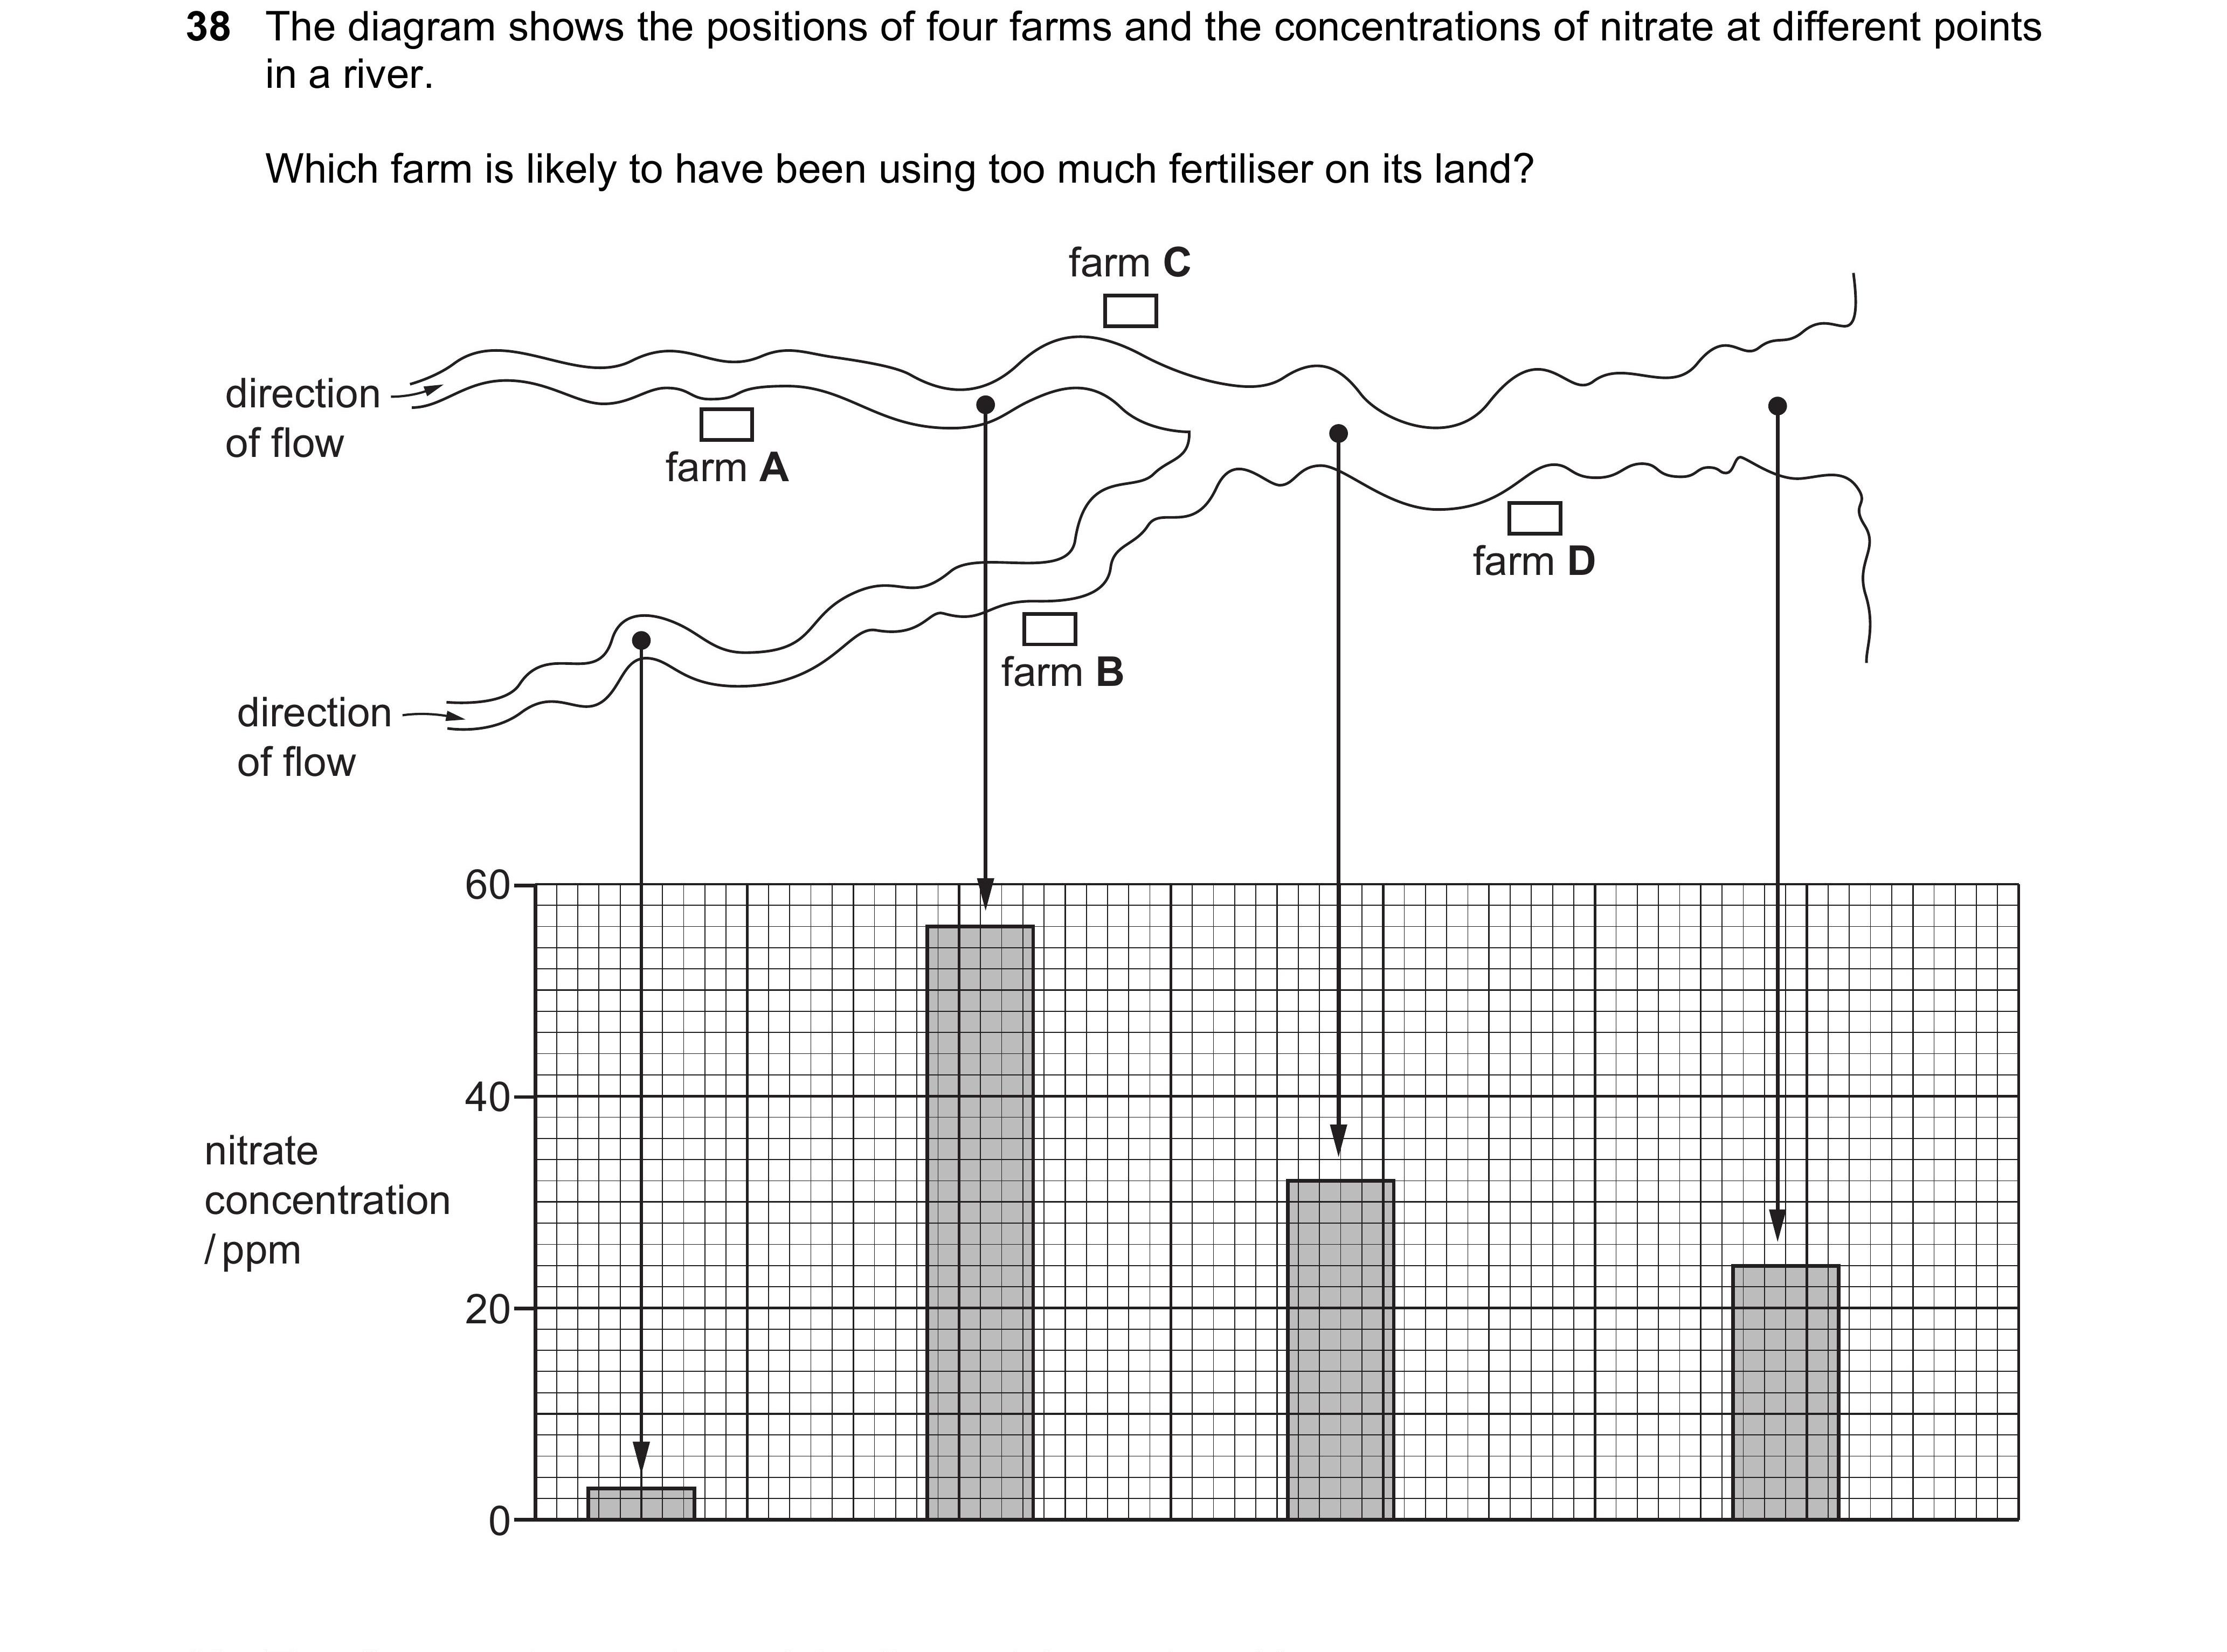 38 The diagram shows the positions of four farms and the concentrations of nitrate at different points
in a river.
Which farm is likely to have been using too much fertiliser on its land?
farm C
direction
of flow
farm A
farm D
farm B
direction
of flow
60
40
nitrate
concentration
/ ppm
20
0